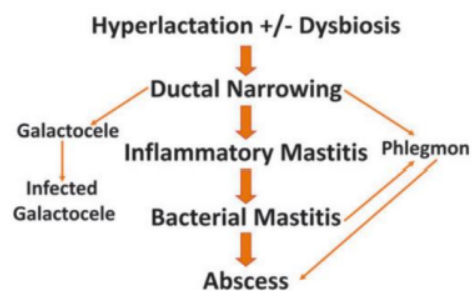 Hyperlactation +/- Dysbiosis
Ductal Narrowing
Galactocele
Inflammatory Mastitis
Phlegmon
Infected
Galactocele
Bacterial Mastitis
Abscess